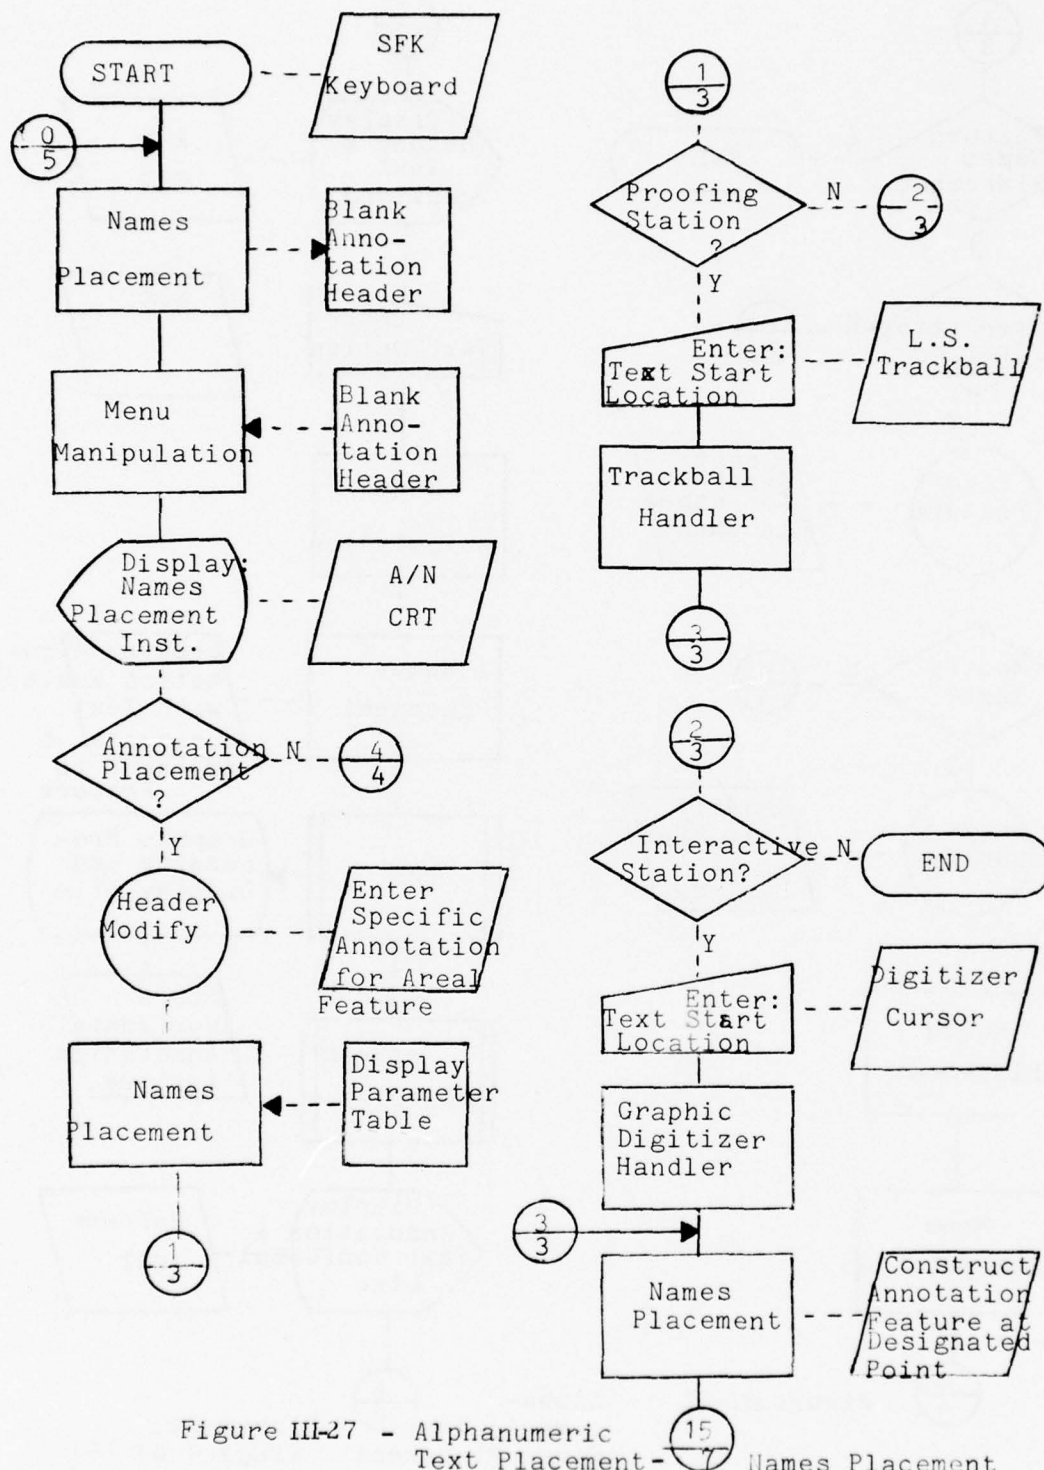 START
SFK
Keyboard
0
5
Names
Placement
Blank
Anno-
tation
Header
Menu
Manipulation
Blank
Anno-
tation
Header
Display:
Names
Placement
Inst.
A/N
CRT
Annotation
Placement
?
N
4
4
Y
Header
Modify
Enter
Specific
Annotation
for Areal
Feature
Names
Placement
Display
Parameter
Table
1
3
1
3
Proofing
Station
?
N
2
3
Y
Enter:
Text Start
Location
L.S.
Trackball
Trackball
Handler
3
3
2
3
Interactive
Station?
N
END
Y
Enter:
Text Start
Location
Digitizer
Cursor
Graphic
Digitizer
Handler
3
3
Names
Placement
Construct
Annotation
Feature at
Designated
Point
15
7
Figure III-27 - Alphanumeric
Text Placement- Names Placement